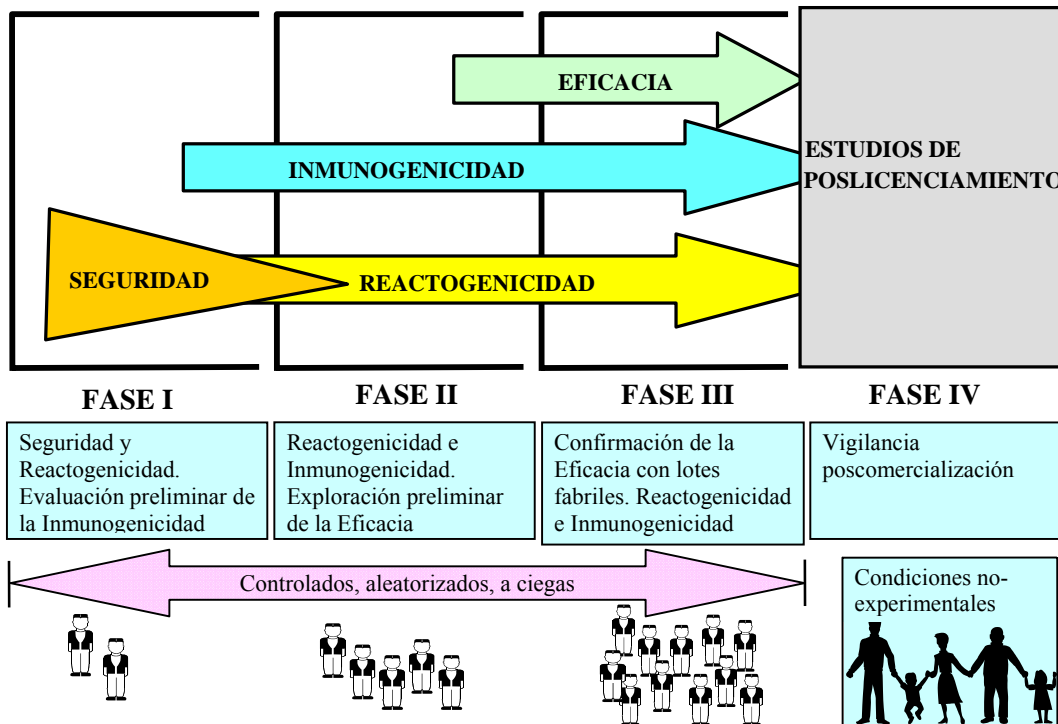 EFICACIA
INMUNOGENICIDAD
ESTUDIOS DE
POSLICENCIAMIENTO
SEGURIDAD
REACTOGENICIDAD
FASE I
FASE II
FASE III
FASE IV
Seguridad y
Reactogenicidad.
Evaluación preliminar de
la Inmunogenicidad
Reactogenicidad e
Inmunogenicidad.
Exploración preliminar
de la Eficacia
Confirmación de la
Eficacia con lotes
fabriles. Reactogenicidad
e Inmunogenicidad
Vigilancia
poscomercialización
Controlados, aleatorizados, a ciegas
Condiciones no-
experimentales